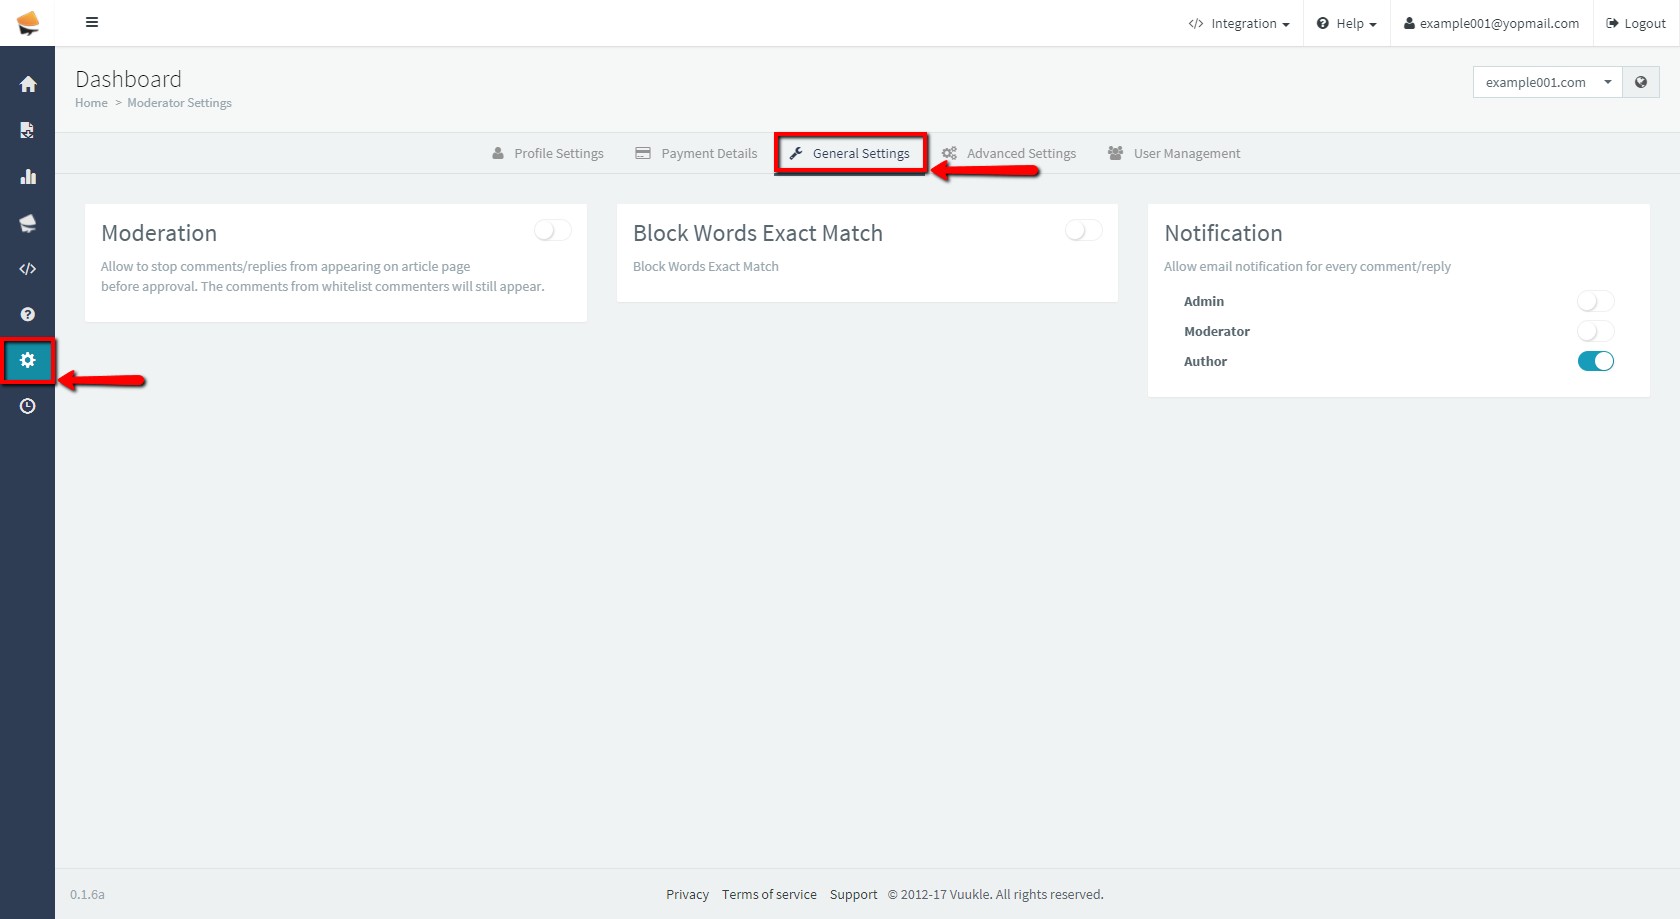 Integration
Help
example001@yopmail.com
Logout
Dashboard
Home > Moderator Settings
example001.com
Profile Settings
Payment Details
General Settings
Advanced Settings
User Management
Moderation
Allow to stop comments/replies from appearing on article page
before approval. The comments from whitelist commenters will still appear.
Block Words Exact Match
Block Words Exact Match
Notification
Allow email notification for every comment/reply
Admin
Moderator
Author
0.1.6a
Privacy Terms of service Support © 2012-17 Vuukle. All rights reserved.